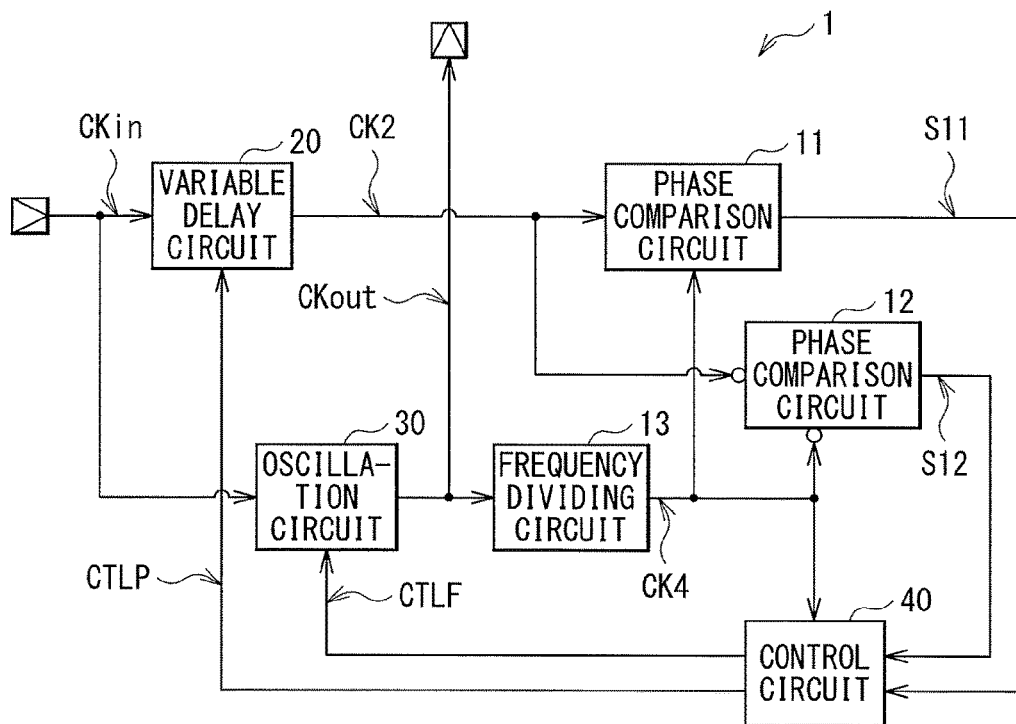 1
CKin
20
CK2
11
S11
VARIABLE
DELAY
CIRCUIT
PHASE
COMPARISON
CIRCUIT
CKout
12
PHASE
COMPARISON
CIRCUIT
S12
30
13
OSCILLA-
TION
CIRCUIT
FREQUENCY
DIVIDING
CIRCUIT
CTLP
CTLF
CK4
40
CONTROL
CIRCUIT